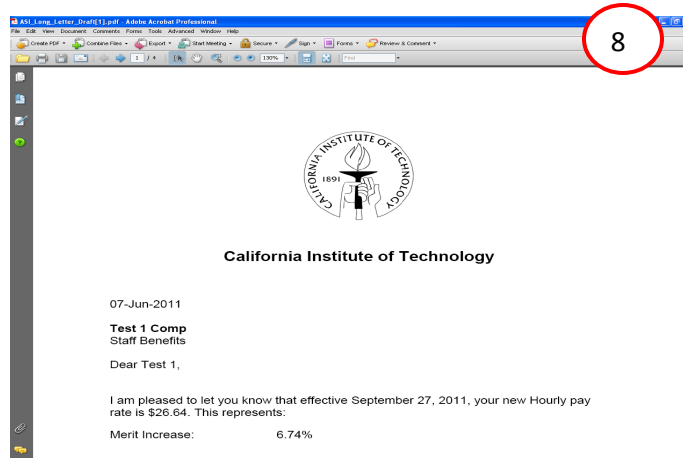 ASI_Long_Letter_Draft[1].pdf - Adobe Acrobat Professional
File Edit View Document Comments Forms Tools Advanced Window Help
Create PDF Combine Files Export Start Meeting Secure Sign Forms Review & Comment
1 / 4 130% Find
8
CALIFORNIA INSTITUTE OF TECHNOLOGY
1891
California Institute of Technology
07-Jun-2011
Test 1 Comp
Staff Benefits
Dear Test 1,
I am pleased to let you know that effective September 27, 2011, your new Hourly pay
rate is $26.64. This represents:
Merit Increase: 6.74%